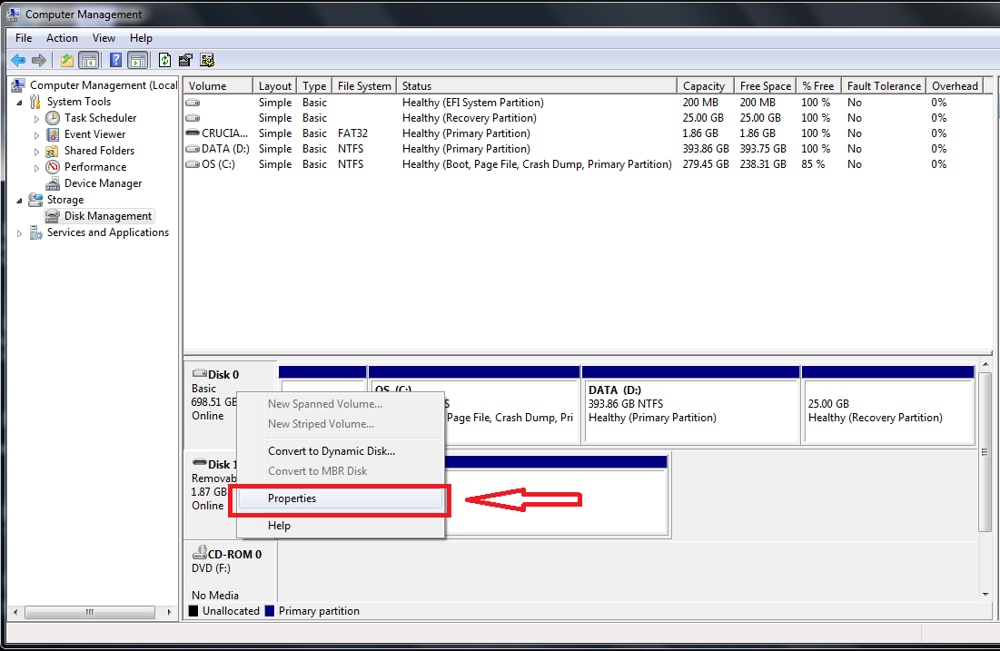 Computer Management
File Action View Help
Computer Management (Local
System Tools
Task Scheduler
Event Viewer
Shared Folders
Performance
Device Manager
Storage
Disk Management
Services and Applications
Volume Layout Type File System Status Capacity Free Space % Free Fault Tolerance Overhead
Simple Basic Healthy (EFI System Partition) 200 MB 200 MB 100 % No 0%
Simple Basic Healthy (Recovery Partition) 25.00 GB 25.00 GB 100 % No 0%
CRUCIA... Simple Basic FAT32 Healthy (Primary Partition) 1.86 GB 1.86 GB 100 % No 0%
DATA (D:) Simple Basic NTFS Healthy (Primary Partition) 393.86 GB 393.75 GB 100 % No 0%
OS (C:) Simple Basic NTFS Healthy (Boot, Page File, Crash Dump, Primary Partition) 279.45 GB 238.31 GB 85 % No 0%
Disk 0
Basic
698.51 GB
Online
OS (C:)
S
Page File, Crash Dump, Pri
DATA (D:)
393.86 GB NTFS
Healthy (Primary Partition)
25.00 GB
Healthy (Recovery Partition)
New Spanned Volume...
New Striped Volume...
Convert to Dynamic Disk...
Convert to MBR Disk
Properties
Help
Disk 1
Removab
1.87 GB
Online
CD-ROM 0
DVD (F:)
No Media
Unallocated Primary partition